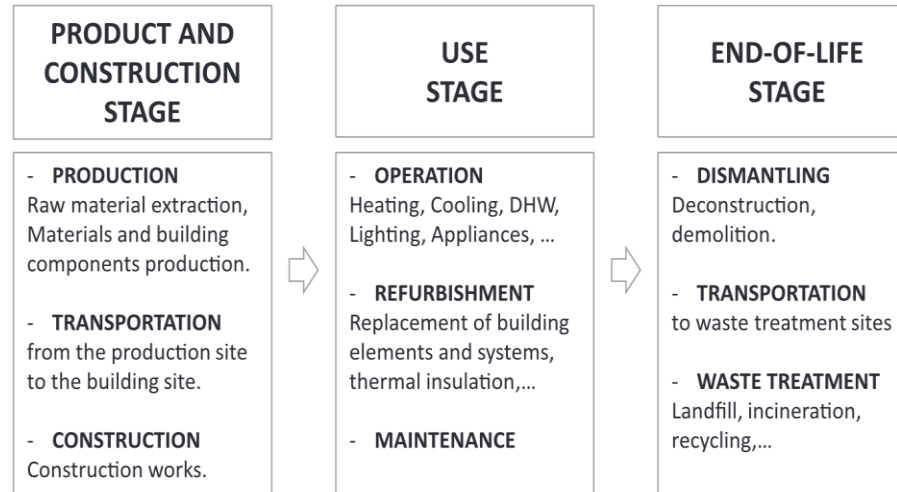 PRODUCT AND
CONSTRUCTION
STAGE
- PRODUCTION
Raw material extraction,
Materials and building
components production.
- TRANSPORTATION
from the production site
to the building site.
- CONSTRUCTION
Construction works.
USE
STAGE
- OPERATION
Heating, Cooling, DHW,
Lighting, Appliances, ...
- REFURBISHMENT
Replacement of building
elements and systems,
thermal insulation,...
- MAINTENANCE
END-OF-LIFE
STAGE
- DISMANTLING
Deconstruction,
demolition.
- TRANSPORTATION
to waste treatment sites
- WASTE TREATMENT
Landfill, incineration,
recycling,...